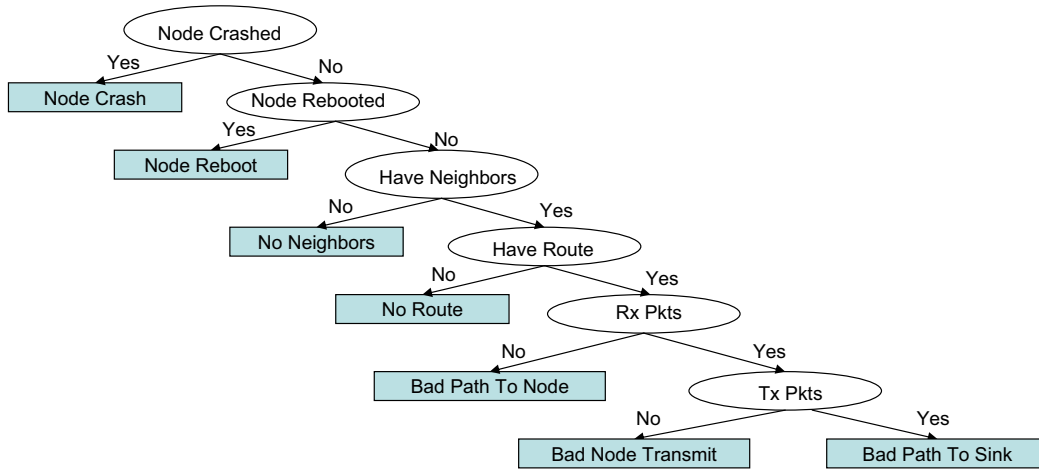 Node Crashed
Yes
No
Node Crash
Node Rebooted
Yes
No
Node Reboot
Have Neighbors
No
Yes
No Neighbors
Have Route
No
Yes
No Route
Rx Pkts
No
Yes
Bad Path To Node
Tx Pkts
No
Yes
Bad Node Transmit
Bad Path To Sink